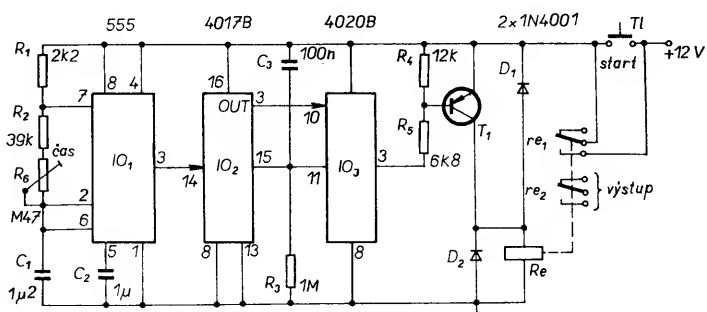 555 4017B 4020B 2×1N4001
R1 2k2
8 4
16
C3 100n
R4 12k
Tl
start
+12 V
D1
7
R2 39k
čas
R6
M47
2
6
IO1
3
14
OUT 3
IO2
15
10
11
IO3
3
R5 6k8
T1
re1
re2
výstup
C1 1µ2
5 1
C2 1µ
8 13
R3 1M
8
D2
Re